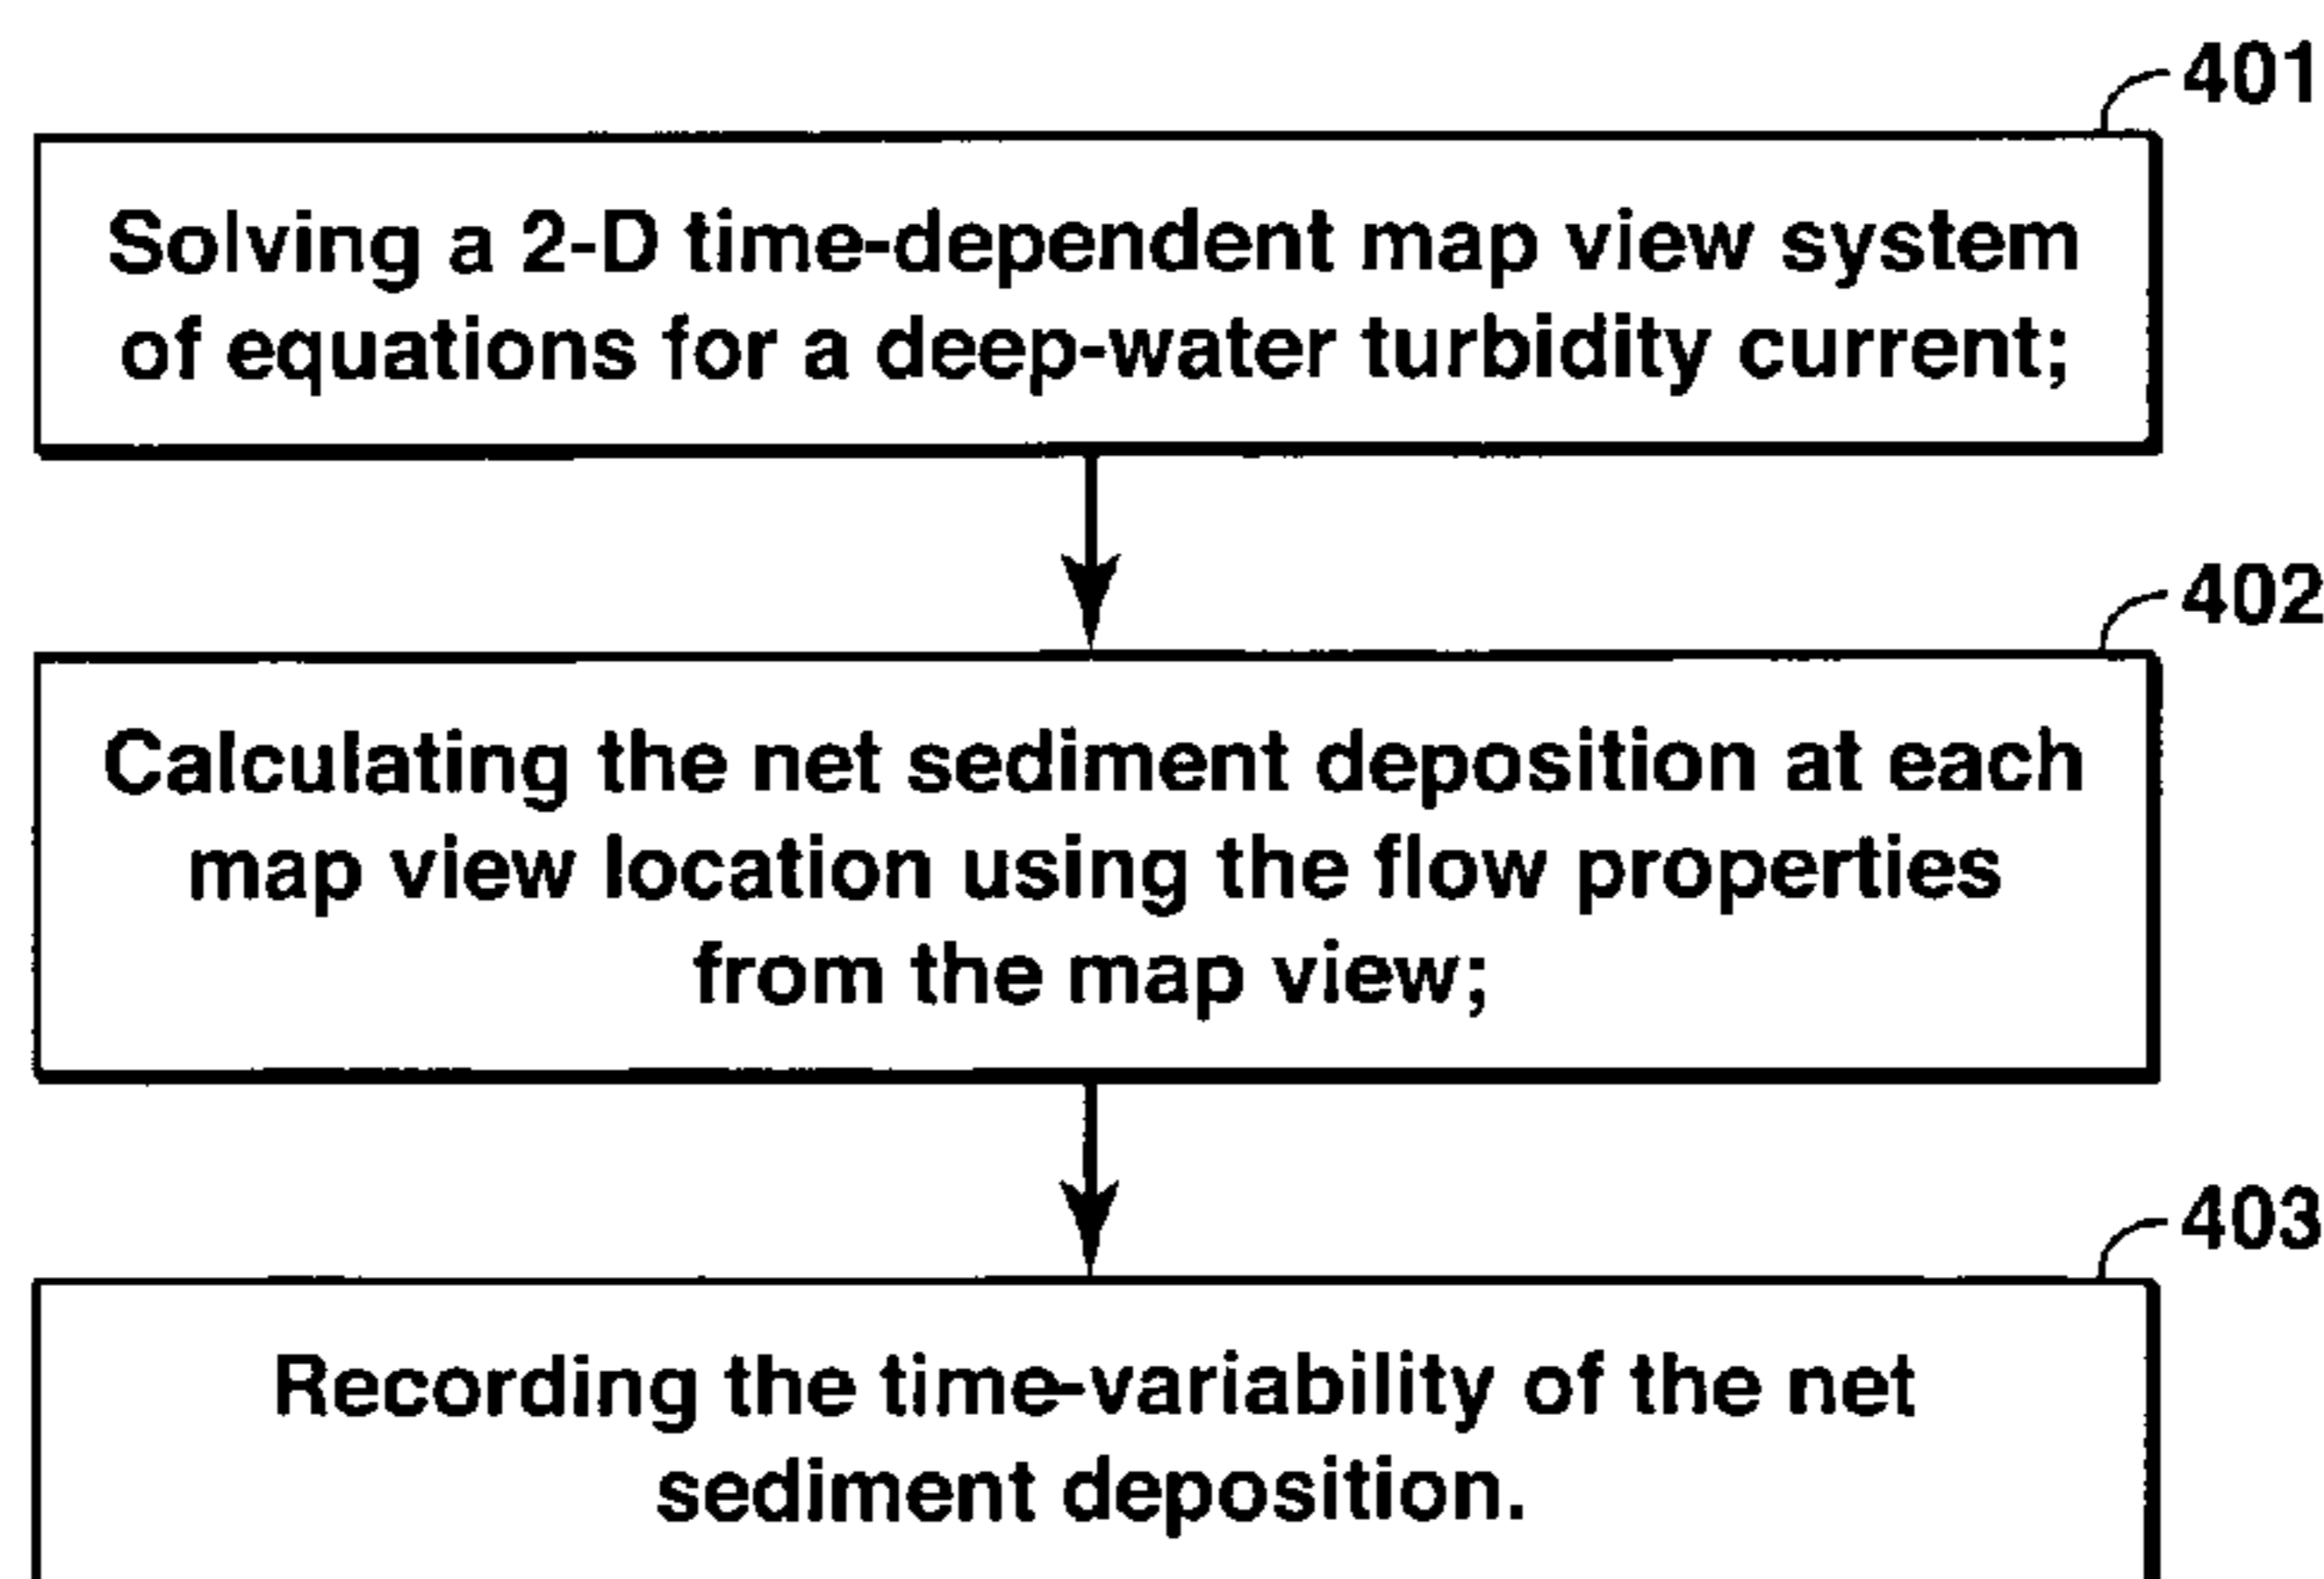 401
Solving a 2-D time-dependent map view system
of equations for a deep-water turbidity current;
402
Calculating the net sediment deposition at each
map view location using the flow properties
from the map view;
403
Recording the time-variability of the net
sediment deposition.